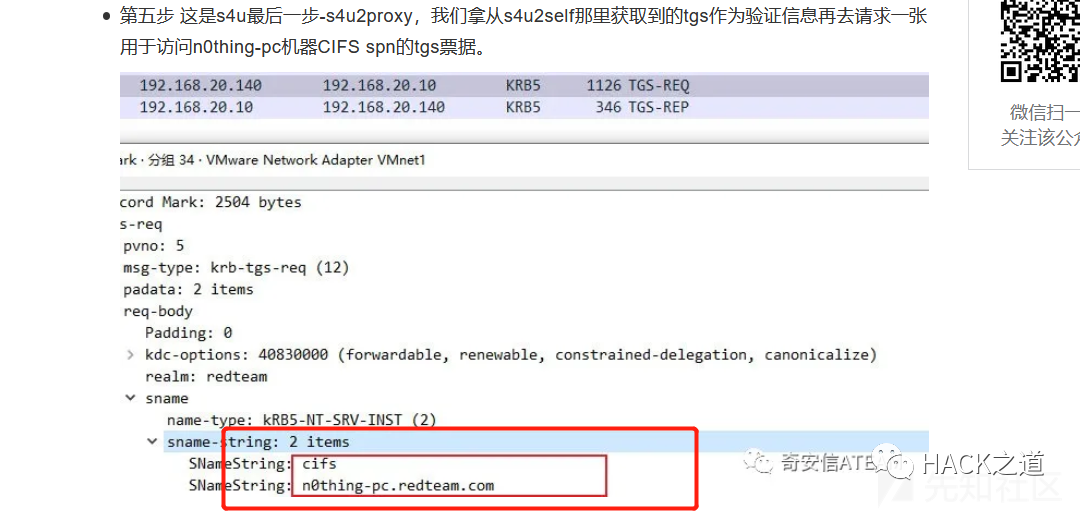 第五步 这是s4u最后一步-s4u2proxy，我们拿从s4u2self那里获取到的tgs作为验证信息再去请求一张
用于访问n0thing-pc机器CIFS spn的tgs票据。
192.168.20.140 192.168.20.10 KRB5 1126 TGS-REQ
192.168.20.10 192.168.20.140 KRB5 346 TGS-REP
微信扫一
关注该公
ark · 分组 34 · VMware Network Adapter VMnet1
cord Mark: 2504 bytes
s-req
pvno: 5
msg-type: krb-tgs-req (12)
padata: 2 items
req-body
Padding: 0
kdc-options: 40830000 (forwardable, renewable, constrained-delegation, canonicalize)
realm: redteam
sname
name-type: kRB5-NT-SRV-INST (2)
sname-string: 2 items
SNameString: cifs
SNameString: n0thing-pc.redteam.com
奇安信ATE
HACK之道
先知社区